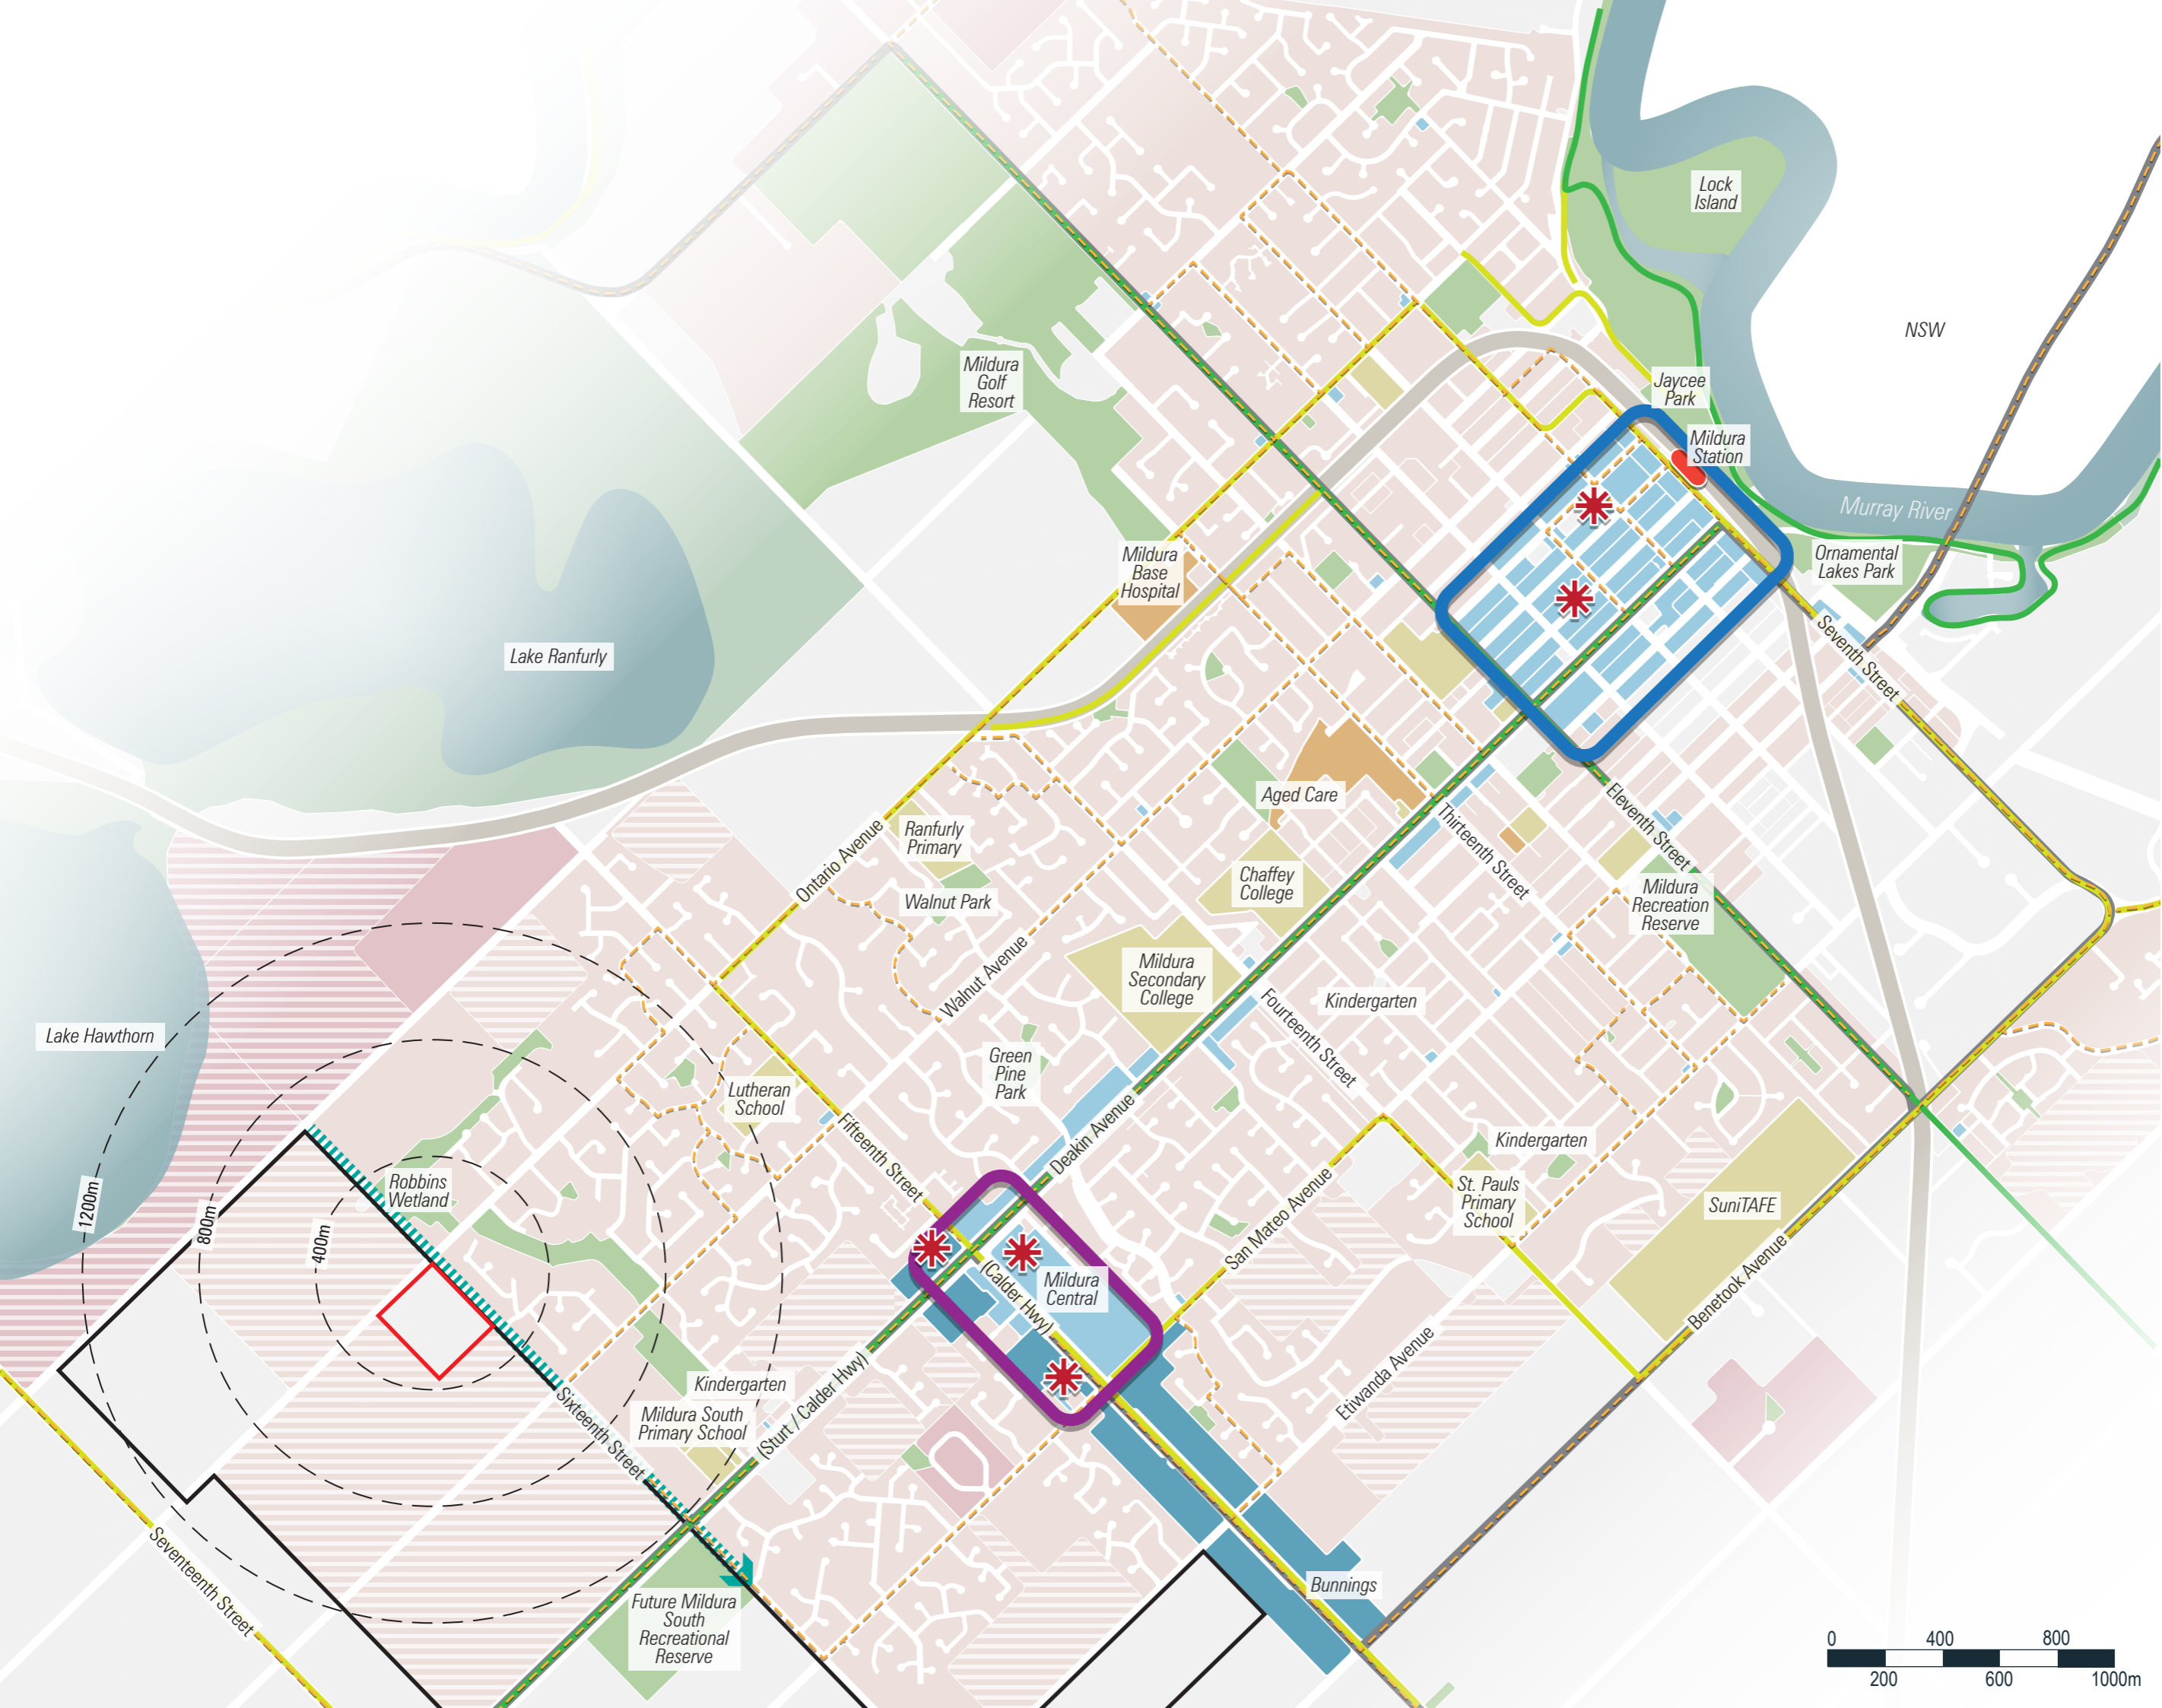 Lock
Island
NSW
Jaycee
Park
Mildura
Golf
Resort
Mildura
Station
Murray River
Ornamental
Lakes Park
Mildura
Base
Hospital
Seventh Street
Lake Ranfurly
Aged Care
Eleventh Street
Thirteenth Street
Ontario Avenue
Ranfurly
Primary
Walnut Park
Chaffey
College
Mildura
Recreation
Reserve
Walnut Avenue
Mildura
Secondary
College
Kindergarten
Fourteenth Street
Lake Hawthorn
Green
Pine
Park
Lutheran
School
Deakin Avenue
Fifteenth Street
Kindergarten
St. Pauls
Primary
School
SuniTAFE
Robbins
Wetland
1200m
800m
400m
San Mateo Avenue
Benetook Avenue
(Calder Hwy)
Mildura
Central
Etiwanda Avenue
Kindergarten
Mildura South
Primary School
(Sturt / Calder Hwy)
Sixteenth Street
Seventeenth Street
Bunnings
Future Mildura
South
Recreational
Reserve
0 400 800
200 600 1000m